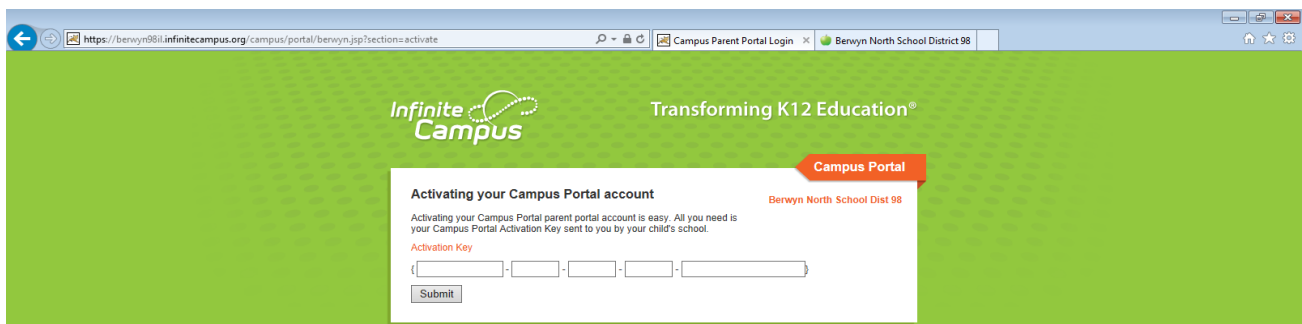 https://berwyn98il.infinitecampus.org/campus/portal/berwyn.jsp?section=activate
Campus Parent Portal Login
Berwyn North School District 98
Infinite
Campus
Transforming K12 Education®
Campus Portal
Activating your Campus Portal account
Berwyn North School Dist 98
Activating your Campus Portal parent portal account is easy. All you need is
your Campus Portal Activation Key sent to you by your child's school.
Activation Key
{ - - - - }
Submit